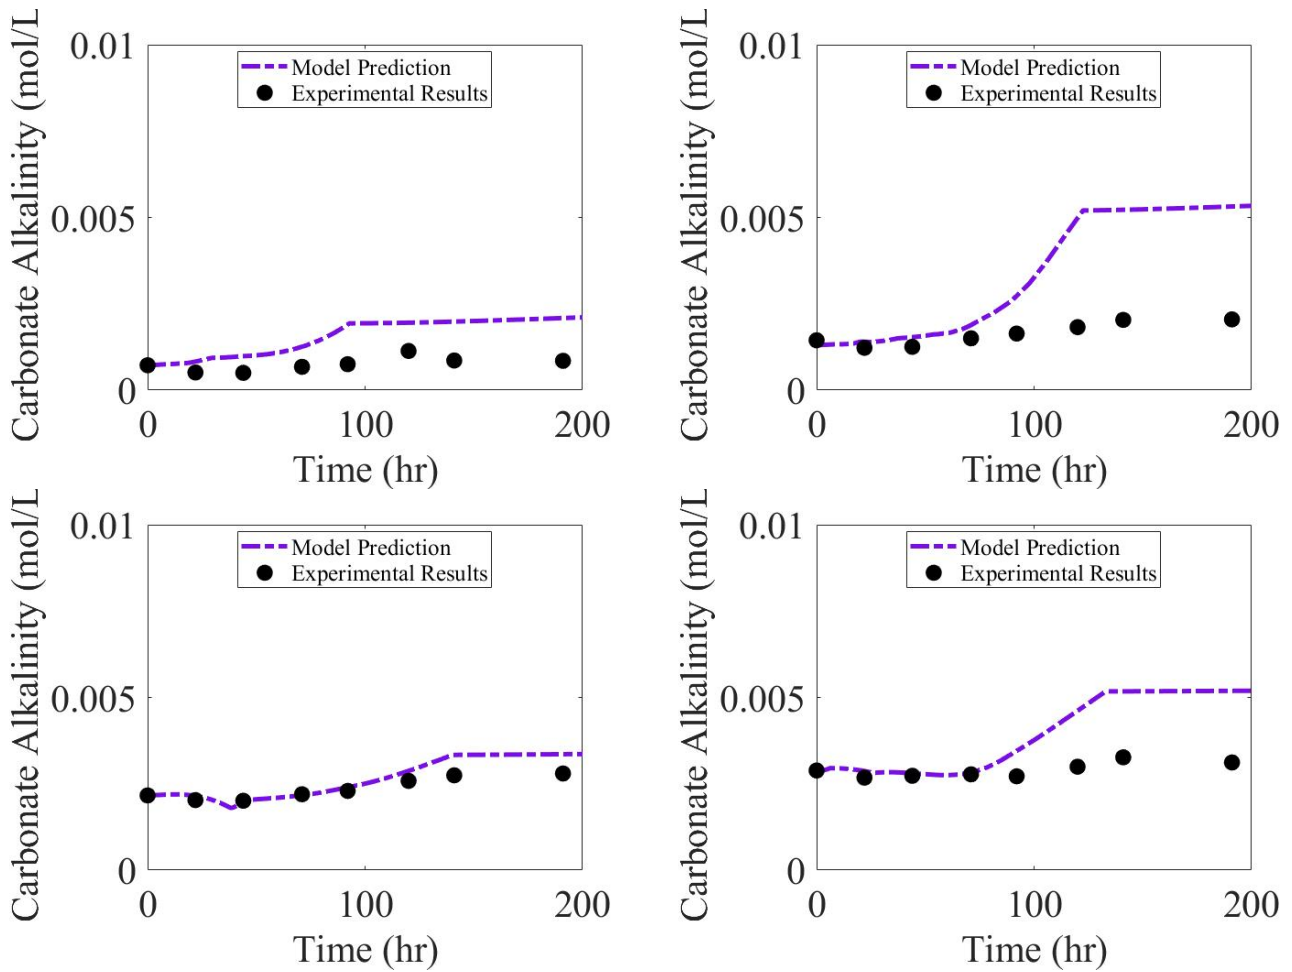 Carbonate Alkalinity (mol/L
0.01
0.005
0
Model Prediction
Experimental Results
0
100
200
Time (hr)
Carbonate Alkalinity (mol/L
0.01
0.005
0
Model Prediction
Experimental Results
0
100
200
Time (hr)
Carbonate Alkalinity (mol/L
0.01
0.005
0
Model Prediction
Experimental Results
0
100
200
Time (hr)
Carbonate Alkalinity (mol/L
0.01
0.005
0
Model Prediction
Experimental Results
0
100
200
Time (hr)